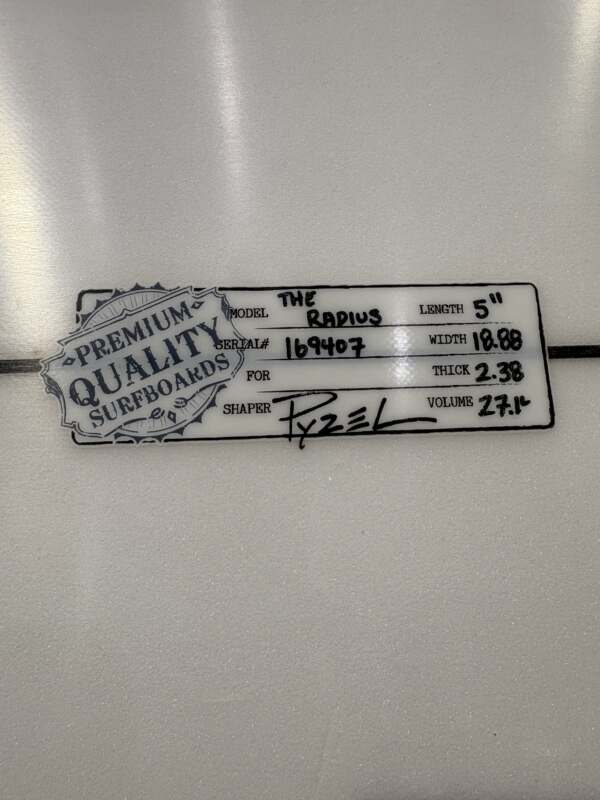 PREMIUM
QUALITY
SURFBOARDS
MODEL THE RADIUS LENGTH 5"
SERIAL# 169407 WIDTH 18.88
FOR THICK 2.38
SHAPER PYZEL VOLUME 27.1L